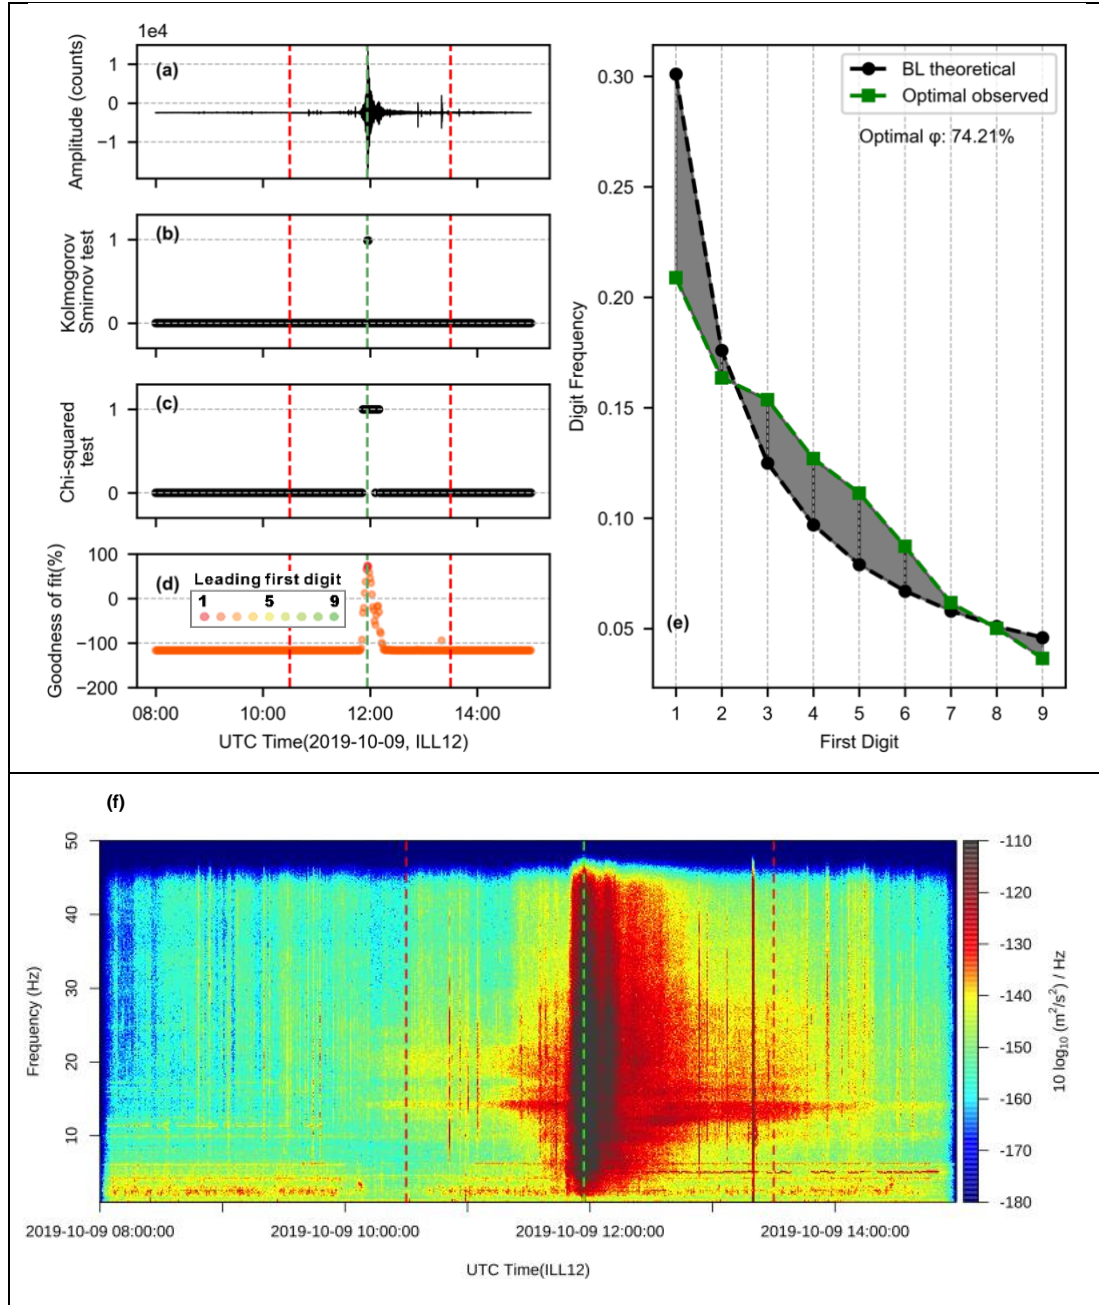 1e4
(a)
1
0
−1
Amplitude (counts)
(b)
1
0
Kolmogorov
Smirnov test
(c)
1
0
Chi-squared
test
(d)
100
0
−100
−200
Goodness of fit(%)
Leading first digit
1 5 9
08:00 10:00 12:00 14:00
UTC Time(2019-10-09, ILL12)
BL theoretical
Optimal observed
Optimal φ: 74.21%
0.30
0.25
0.20
0.15
0.10
0.05
Digit Frequency
(e)
1 2 3 4 5 6 7 8 9
First Digit
(f)
50
40
30
20
10
Frequency (Hz)
2019-10-09 08:00:00 2019-10-09 10:00:00 2019-10-09 12:00:00 2019-10-09 14:00:00
UTC Time(ILL12)
-110
-120
-130
-140
-150
-160
-170
-180
10 log₁₀ (m²/s²) / Hz